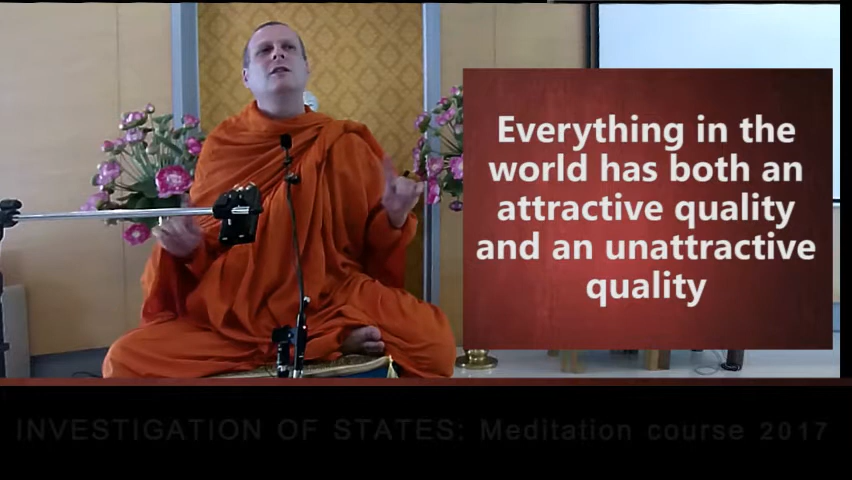 Everything in the
world has both an
attractive quality
and an unattractive
quality
INVESTIGATION OF STATES: Meditation course 2017